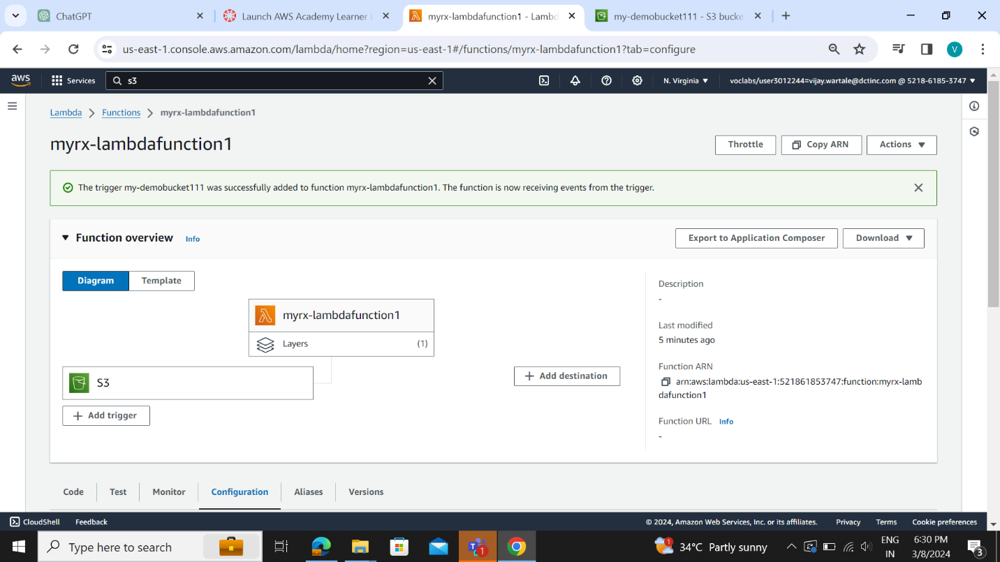 ChatGPT
Launch AWS Academy Learner
myrx-lambdafunction1 - Lambd
my-demobucket111 - S3 bucke
us-east-1.console.aws.amazon.com/lambda/home?region=us-east-1#/functions/myrx-lambdafunction1?tab=configure
V
aws
Services
s3
N. Virginia
voclabs/user3012244=vijay.wartale@dctinc.com @ 5218-6185-3747
Lambda > Functions > myrx-lambdafunction1
myrx-lambdafunction1
Throttle
Copy ARN
Actions
The trigger my-demobucket111 was successfully added to function myrx-lambdafunction1. The function is now receiving events from the trigger.
Function overview
Info
Export to Application Composer
Download
Diagram
Template
myrx-lambdafunction1
Layers
(1)
S3
+ Add trigger
+ Add destination
Description
-
Last modified
5 minutes ago
Function ARN
arn:aws:lambda:us-east-1:521861853747:function:myrx-lamb
dafunction1
Function URL
Info
-
Code
Test
Monitor
Configuration
Aliases
Versions
CloudShell
Feedback
© 2024, Amazon Web Services, Inc. or its affiliates.
Privacy
Terms
Cookie preferences
Type here to search
1
1
34°C Partly sunny
ENG
IN
6:30 PM
3/8/2024
3